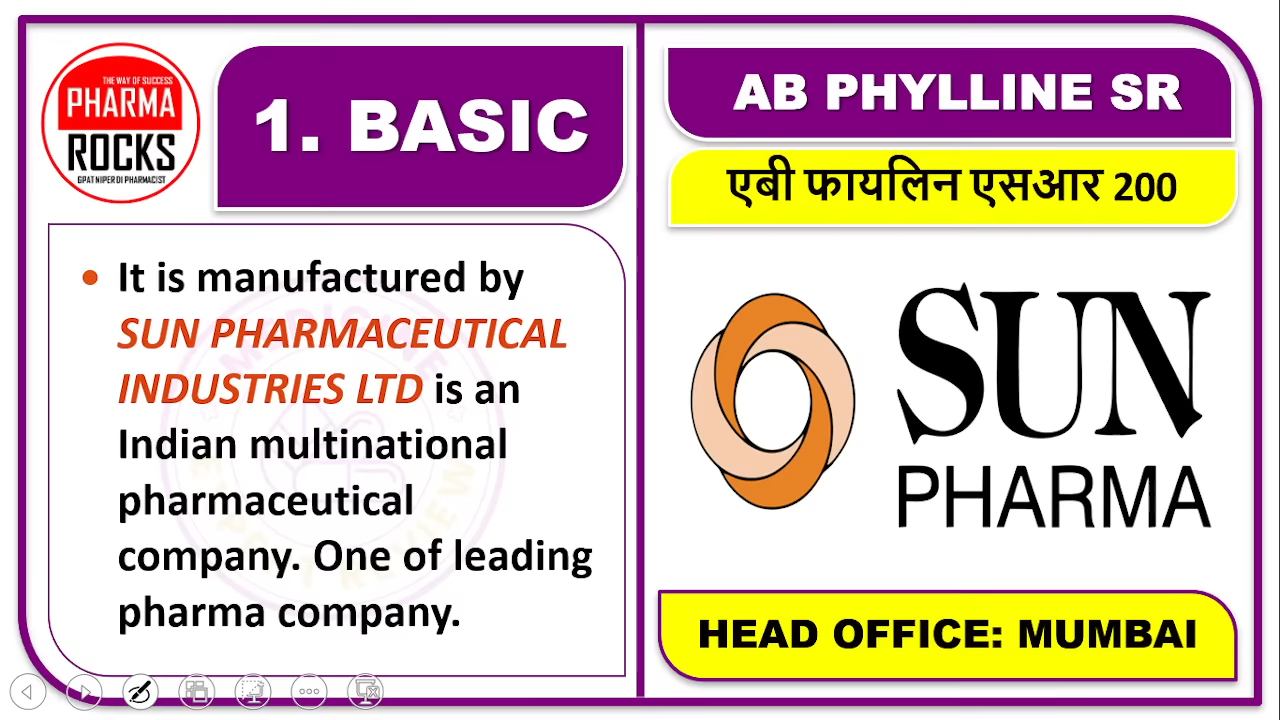 THE WAY OF SUCCESS
PHARMA
ROCKS
GPAT NIPER DI PHARMACIST
1. BASIC
• It is manufactured by
SUN PHARMACEUTICAL
INDUSTRIES LTD is an
Indian multinational
pharmaceutical
company. One of leading
pharma company.
AB PHYLLINE SR
एबी फायलिन एसआर 200
SUN
PHARMA
HEAD OFFICE: MUMBAI